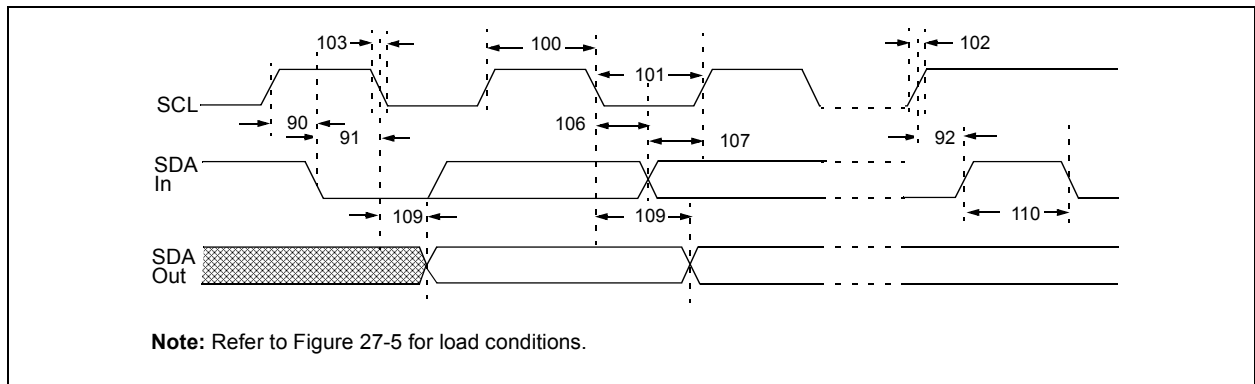 103
100
102
101
SCL
90
91
106
107
92
SDA
In
109
109
110
SDA
Out
Note: Refer to Figure 27-5 for load conditions.